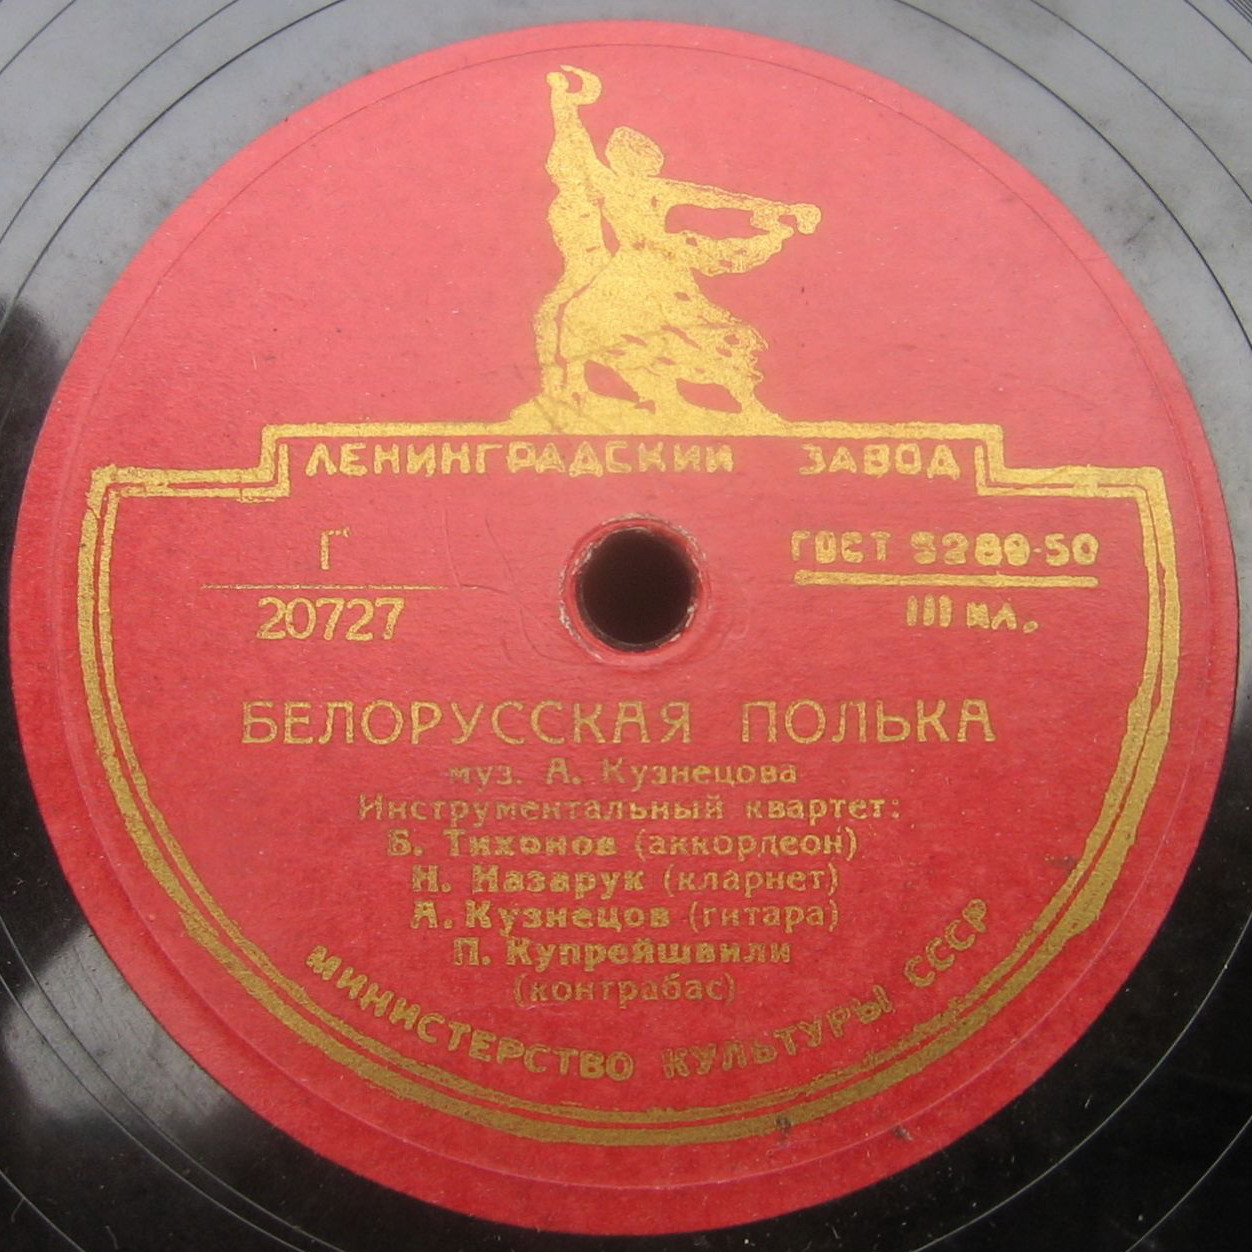 ЛЕНИНГРАДСКИЙ ЗАВОД
Г
20727
ГОСТ 5289-50
III кл.
БЕЛОРУССКАЯ ПОЛЬКА
муз. А. Кузнецова
Инструментальный квартет:
Б. Тихонов (аккордеон)
Н. Назарук (кларнет)
А. Кузнецов (гитара)
П. Купрейшвили
(контрабас)
МИНИСТЕРСТВО КУЛЬТУРЫ СССР